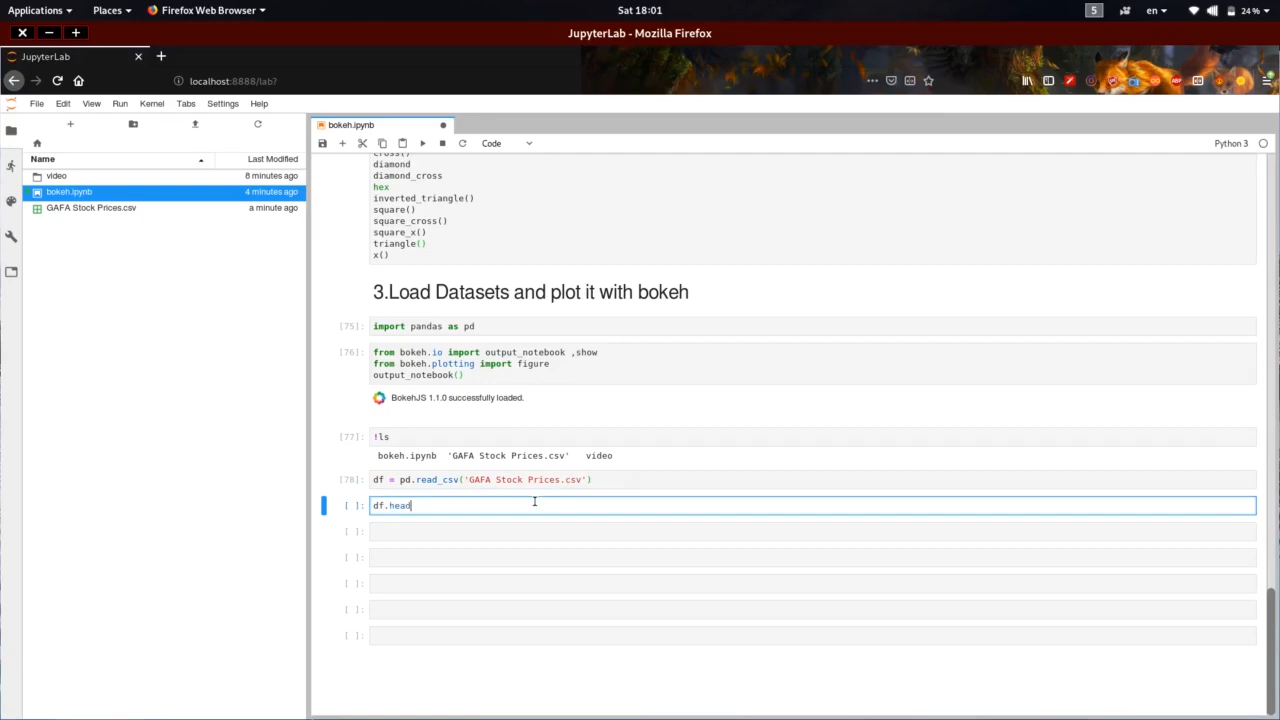 Applications
Places
Firefox Web Browser
Sat 18:01
5
en
24%
JupyterLab - Mozilla Firefox
JupyterLab
localhost:8888/lab?
File Edit View Run Kernel Tabs Settings Help
bokeh.ipynb
Code
Python 3
Name
Last Modified
video
8 minutes ago
bokeh.ipynb
4 minutes ago
GAFA Stock Prices.csv
a minute ago
cross()
diamond
diamond_cross
hex
inverted_triangle()
square()
square_cross()
square_x()
triangle()
x()
3.Load Datasets and plot it with bokeh
[75]: import pandas as pd
[76]: from bokeh.io import output_notebook ,show
from bokeh.plotting import figure
output_notebook()
BokehJS 1.1.0 successfully loaded.
[77]: !ls
bokeh.ipynb 'GAFA Stock Prices.csv' video
[78]: df = pd.read_csv('GAFA Stock Prices.csv')
[ ]: df.head
[ ]:
[ ]:
[ ]:
[ ]:
[ ]: